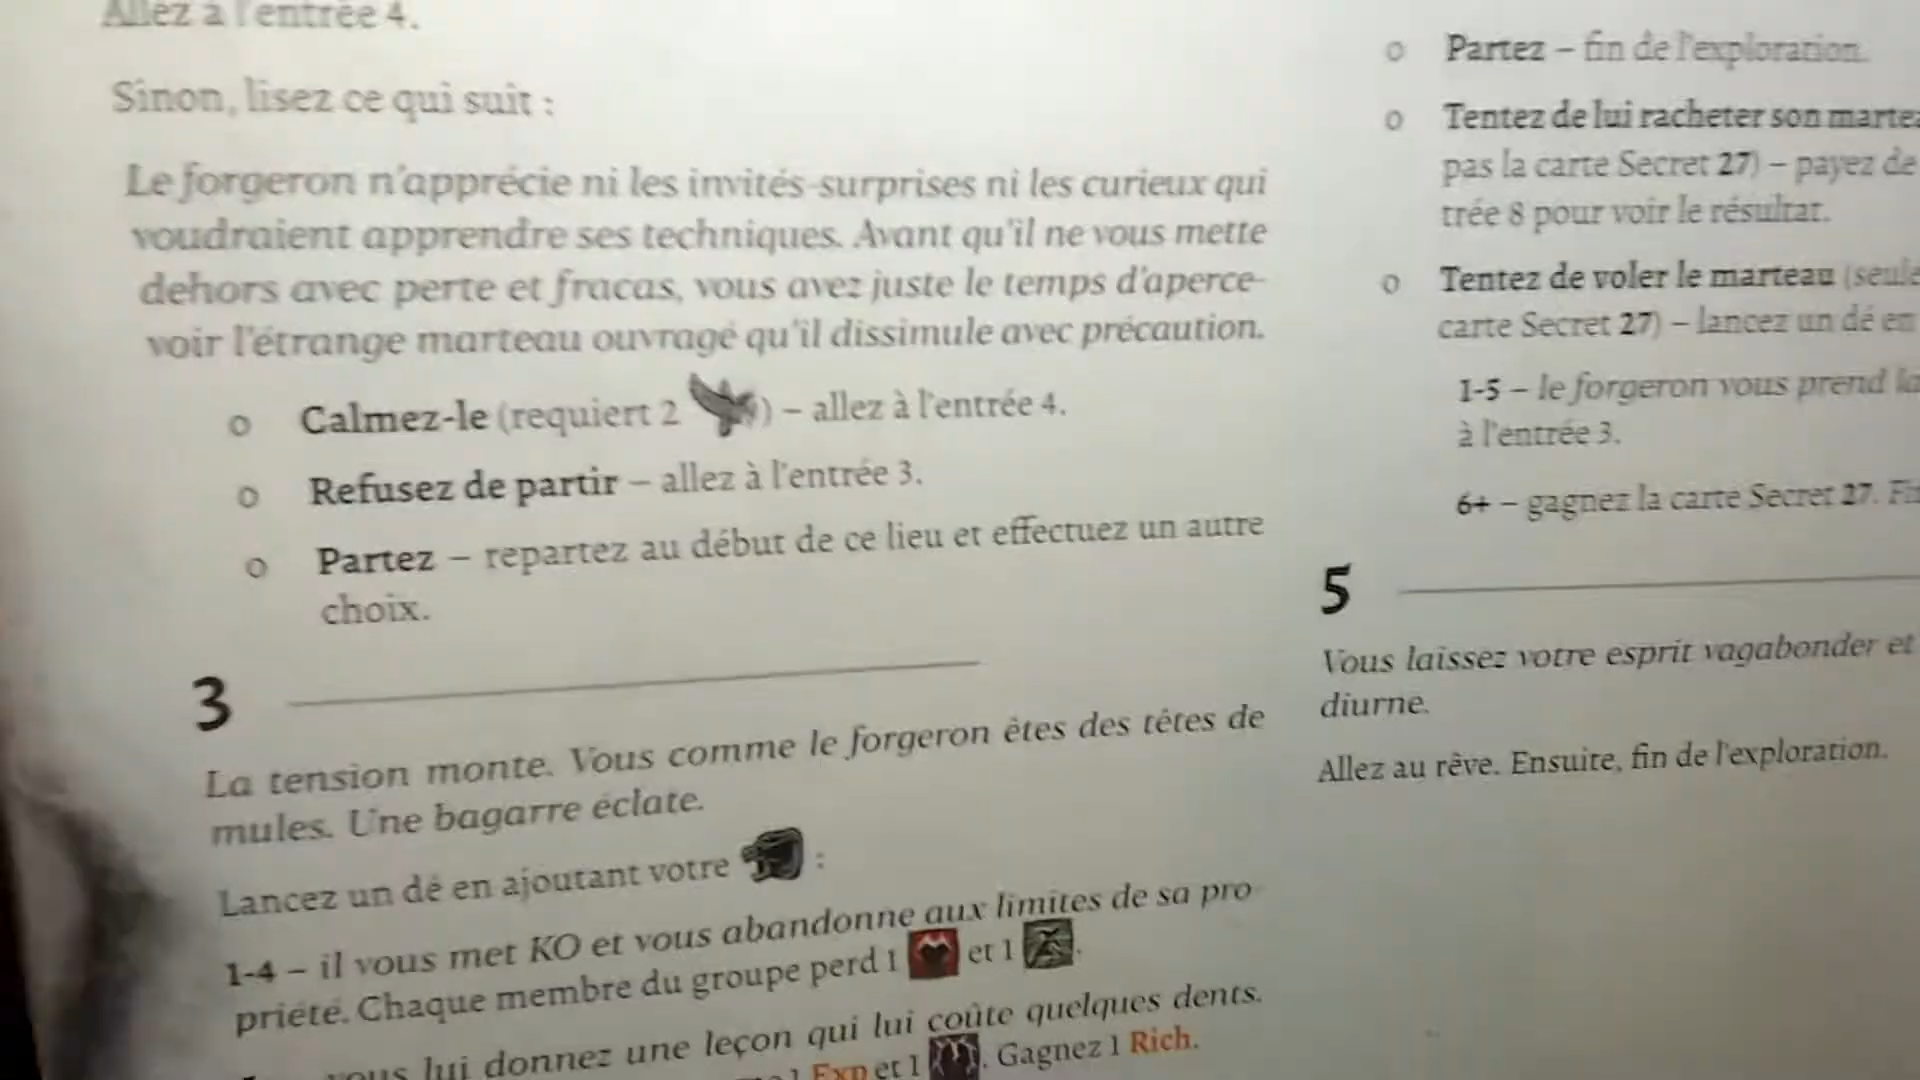 Allez à l'entrée 4.
Sinon, lisez ce qui suit :
Le forgeron n'apprécie ni les invités-surprises ni les curieux qui
voudraient apprendre ses techniques. Avant qu'il ne vous mette
dehors avec perte et fracas, vous avez juste le temps d'aperce-
voir l'étrange marteau ouvragé qu'il dissimule avec précaution.
o Calmez-le (requiert 2 ) – allez à l'entrée 4.
o Refusez de partir – allez à l'entrée 3.
o Partez – repartez au début de ce lieu et effectuez un autre
choix.
3
La tension monte. Vous comme le forgeron êtes des têtes de
mules. Une bagarre éclate.
Lancez un dé en ajoutant votre :
1-4 – il vous met KO et vous abandonne aux limites de sa pro
priété. Chaque membre du groupe perd 1 et 1 .
vous lui donnez une leçon qui lui coûte quelques dents.
1 Exp et 1 . Gagnez 1 Rich.
o Partez – fin de l'exploration.
o Tentez de lui racheter son
pas la carte Secret 27) – payez de
trée 8 pour voir le résultat.
o Tentez de voler le marteau
carte Secret 27) – lancez un dé en
1-5 – le forgeron vous prend la
à l'entrée 3.
6+ – gagnez la carte Secret 27.
5
Vous laissez votre esprit vagabonder et
diurne.
Allez au rêve. Ensuite, fin de l'exploration.